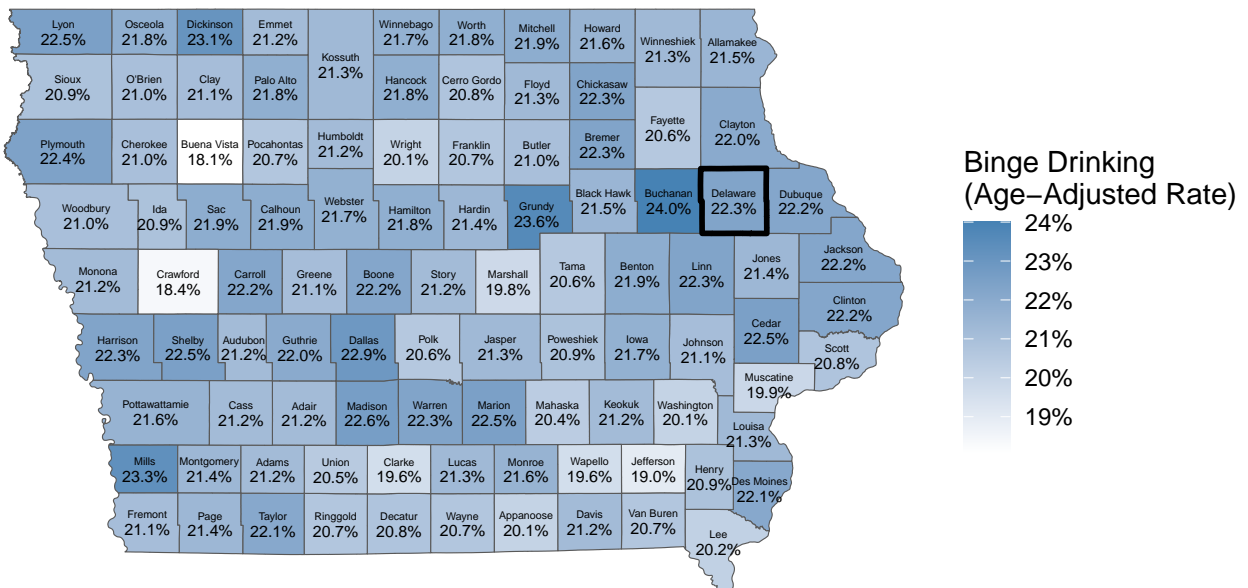 Lyon
22.5%
Osceola
21.8%
Dickinson
23.1%
Emmet
21.2%
Kossuth
21.3%
Winnebago
21.7%
Worth
21.8%
Mitchell
21.9%
Howard
21.6%
Winneshiek
21.3%
Allamakee
21.5%
Sioux
20.9%
O'Brien
21.0%
Clay
21.1%
Palo Alto
21.8%
Hancock
21.8%
Cerro Gordo
20.8%
Floyd
21.3%
Chickasaw
22.3%
Fayette
20.6%
Clayton
22.0%
Plymouth
22.4%
Cherokee
21.0%
Buena Vista
18.1%
Pocahontas
20.7%
Humboldt
21.2%
Wright
20.1%
Franklin
20.7%
Butler
21.0%
Bremer
22.3%
Woodbury
21.0%
Ida
20.9%
Sac
21.9%
Calhoun
21.9%
Webster
21.7%
Hamilton
21.8%
Hardin
21.4%
Grundy
23.6%
Black Hawk
21.5%
Buchanan
24.0%
Delaware
22.3%
Dubuque
22.2%
Monona
21.2%
Crawford
18.4%
Carroll
22.2%
Greene
21.1%
Boone
22.2%
Story
21.2%
Marshall
19.8%
Tama
20.6%
Benton
21.9%
Linn
22.3%
Jones
21.4%
Jackson
22.2%
Clinton
22.2%
Harrison
22.3%
Shelby
22.5%
Audubon
21.2%
Guthrie
22.0%
Dallas
22.9%
Polk
20.6%
Jasper
21.3%
Poweshiek
20.9%
Iowa
21.7%
Johnson
21.1%
Cedar
22.5%
Scott
20.8%
Muscatine
19.9%
Pottawattamie
21.6%
Cass
21.2%
Adair
21.2%
Madison
22.6%
Warren
22.3%
Marion
22.5%
Mahaska
20.4%
Keokuk
21.2%
Washington
20.1%
Louisa
21.3%
Mills
23.3%
Montgomery
21.4%
Adams
21.2%
Union
20.5%
Clarke
19.6%
Lucas
21.3%
Monroe
21.6%
Wapello
19.6%
Jefferson
19.0%
Henry
20.9%
Des Moines
22.1%
Fremont
21.1%
Page
21.4%
Taylor
22.1%
Ringgold
20.7%
Decatur
20.8%
Wayne
20.7%
Appanoose
20.1%
Davis
21.2%
Van Buren
20.7%
Lee
20.2%
Binge Drinking
(Age−Adjusted Rate)
24%
23%
22%
21%
20%
19%